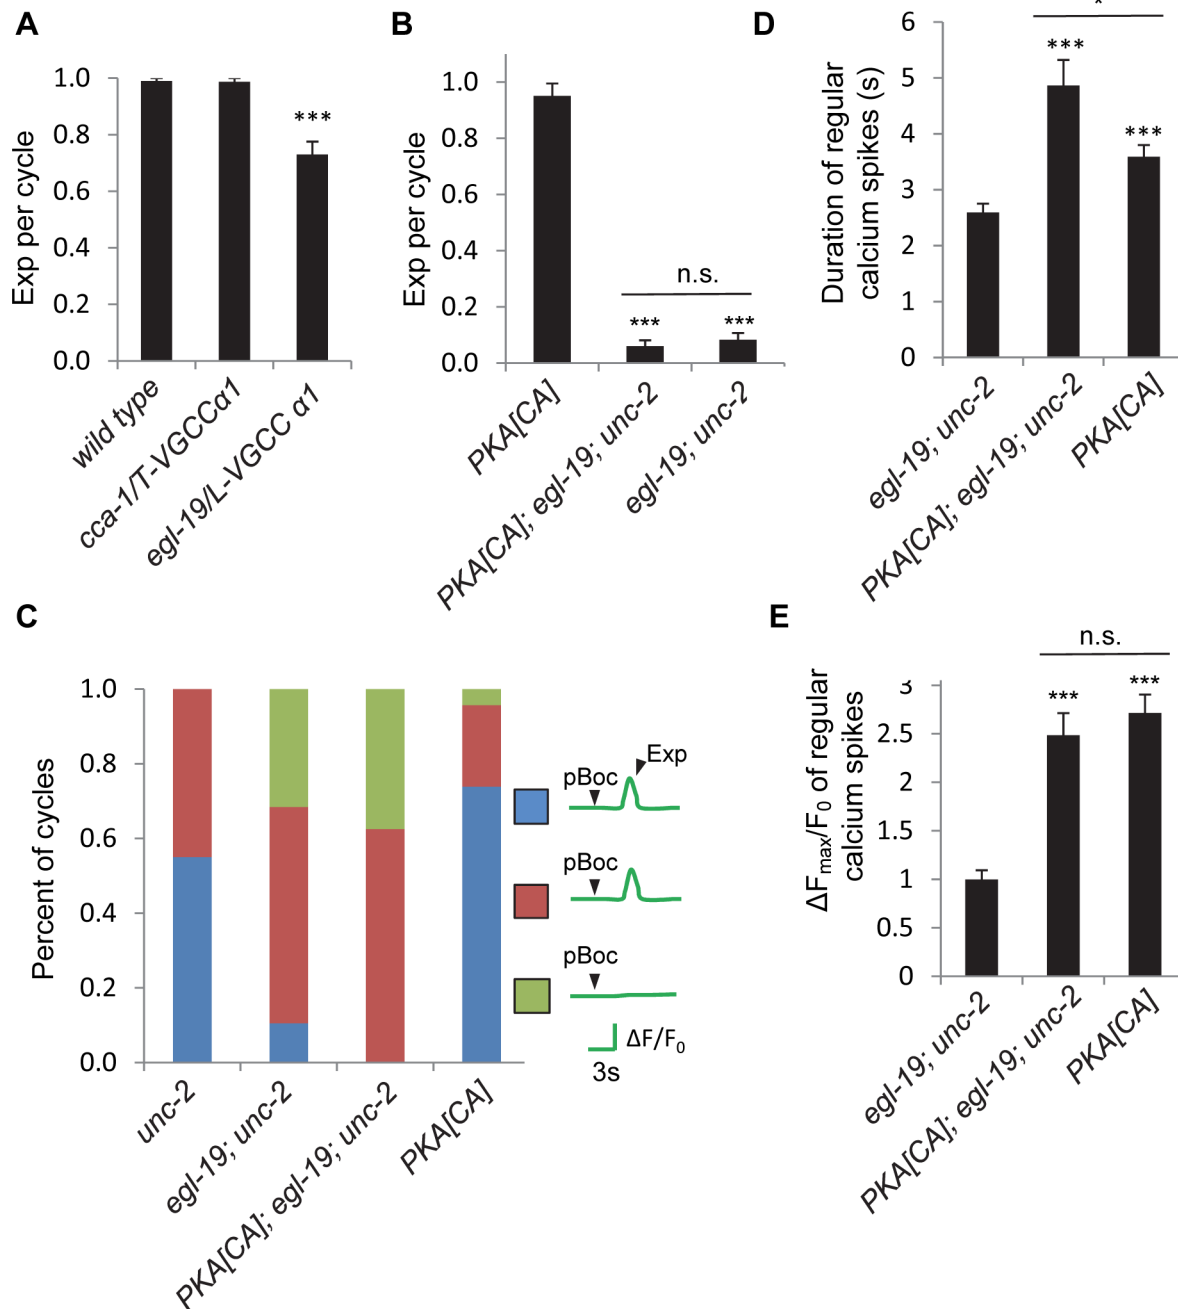 A
Exp per cycle
1.0
0.8
0.6
0.4
0.2
0.0
***
wild type
cca-1/T-VGCCα1
egl-19/L-VGCC α1
B
Exp per cycle
1.0
0.8
0.6
0.4
0.2
0.0
n.s.
***
***
PKA[CA]
PKA[CA]; egl-19; unc-2
egl-19; unc-2
D
Duration of regular
calcium spikes (s)
6
5
4
3
2
1
0
*
***
***
egl-19; unc-2
PKA[CA]; egl-19; unc-2
PKA[CA]
C
Percent of cycles
1.0
0.8
0.6
0.4
0.2
0.0
unc-2
egl-19; unc-2
PKA[CA]; egl-19; unc-2
PKA[CA]
Exp
pBoc
pBoc
pBoc
ΔF/F0
3s
E
ΔFmax/F0 of regular
calcium spikes
3
2.5
2
1
0.5
0
n.s.
***
***
egl-19; unc-2
PKA[CA]; egl-19; unc-2
PKA[CA]